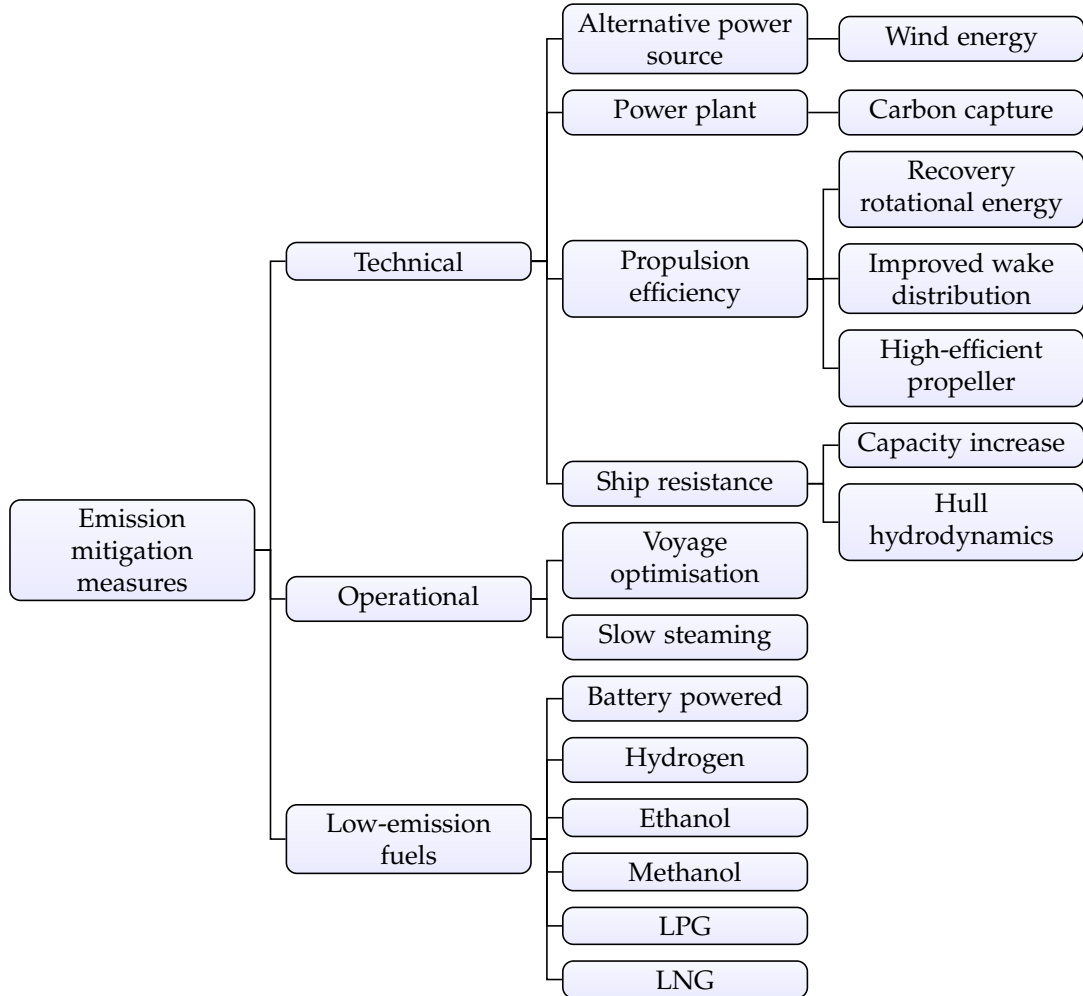 Alternative power
source
Wind energy
Power plant
Carbon capture
Recovery
rotational energy
Technical
Propulsion
efficiency
Improved wake
distribution
High-efficient
propeller
Capacity increase
Ship resistance
Hull
hydrodynamics
Emission
mitigation
measures
Voyage
optimisation
Operational
Slow steaming
Battery powered
Hydrogen
Ethanol
Low-emission
fuels
Methanol
LPG
LNG